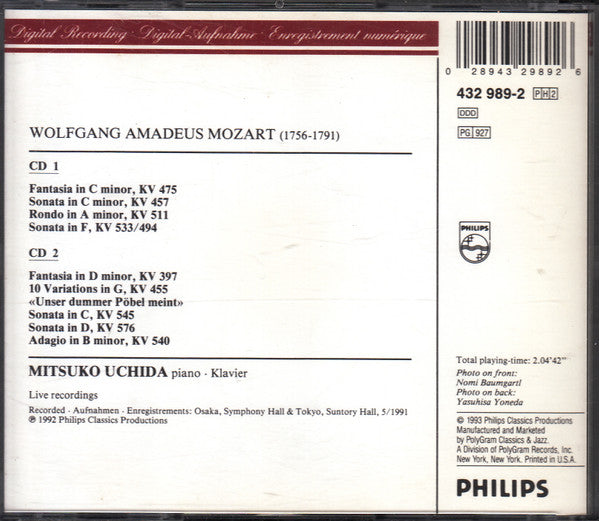 Digital Recording · Digital-Aufnahme · Enregistrement numérique
WOLFGANG AMADEUS MOZART (1756-1791)
CD 1
Fantasia in C minor, KV 475
Sonata in C minor, KV 457
Rondo in A minor, KV 511
Sonata in F, KV 533/494
CD 2
Fantasia in D minor, KV 397
10 Variations in G, KV 455
«Unser dummer Pöbel meint»
Sonata in C, KV 545
Sonata in D, KV 576
Adagio in B minor, KV 540
MITSUKO UCHIDA piano · Klavier
Live recordings
Recorded · Aufnahmen · Enregistrements: Osaka, Symphony Hall & Tokyo, Suntory Hall, 5/1991
℗ 1992 Philips Classics Productions
0 28943 29892 6
432 989-2 PH2
DDD
PG 927
PHILIPS
Total playing-time: 2.04'42"
Photo on front:
Nomi Baumgartl
Photo on back:
Yasuhisa Yoneda
© 1993 Philips Classics Productions
Manufactured and Marketed
by PolyGram Classics & Jazz.
A Division of PolyGram Records, Inc.
New York, New York. Printed in U.S.A.
PHILIPS